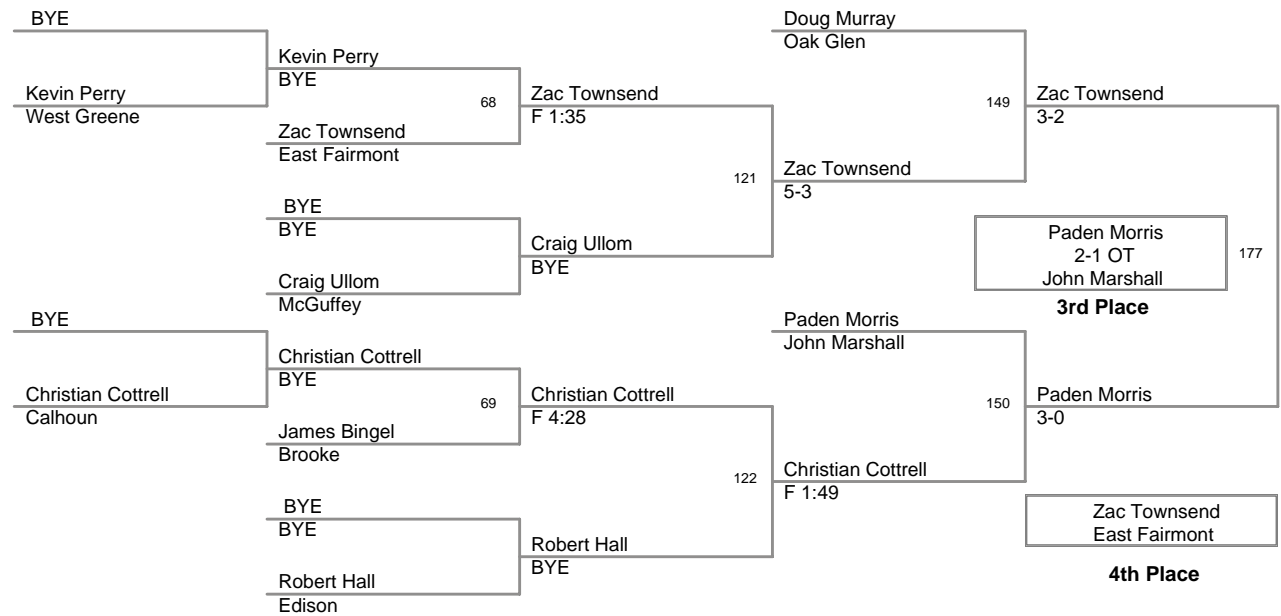 BYE
Kevin Perry
West Greene
Kevin Perry
BYE
68
Zac Townsend
East Fairmont
Zac Townsend
F 1:35
BYE
BYE
Craig Ullom
McGuffey
Craig Ullom
BYE
121
Zac Townsend
5-3
Doug Murray
Oak Glen
149
Zac Townsend
3-2
BYE
Christian Cottrell
Calhoun
Christian Cottrell
BYE
69
James Bingel
Brooke
Christian Cottrell
F 4:28
BYE
BYE
Robert Hall
Edison
Robert Hall
BYE
122
Christian Cottrell
F 1:49
Paden Morris
John Marshall
150
Paden Morris
3-0
Paden Morris
2-1 OT
John Marshall
177
3rd Place
Zac Townsend
East Fairmont
4th Place